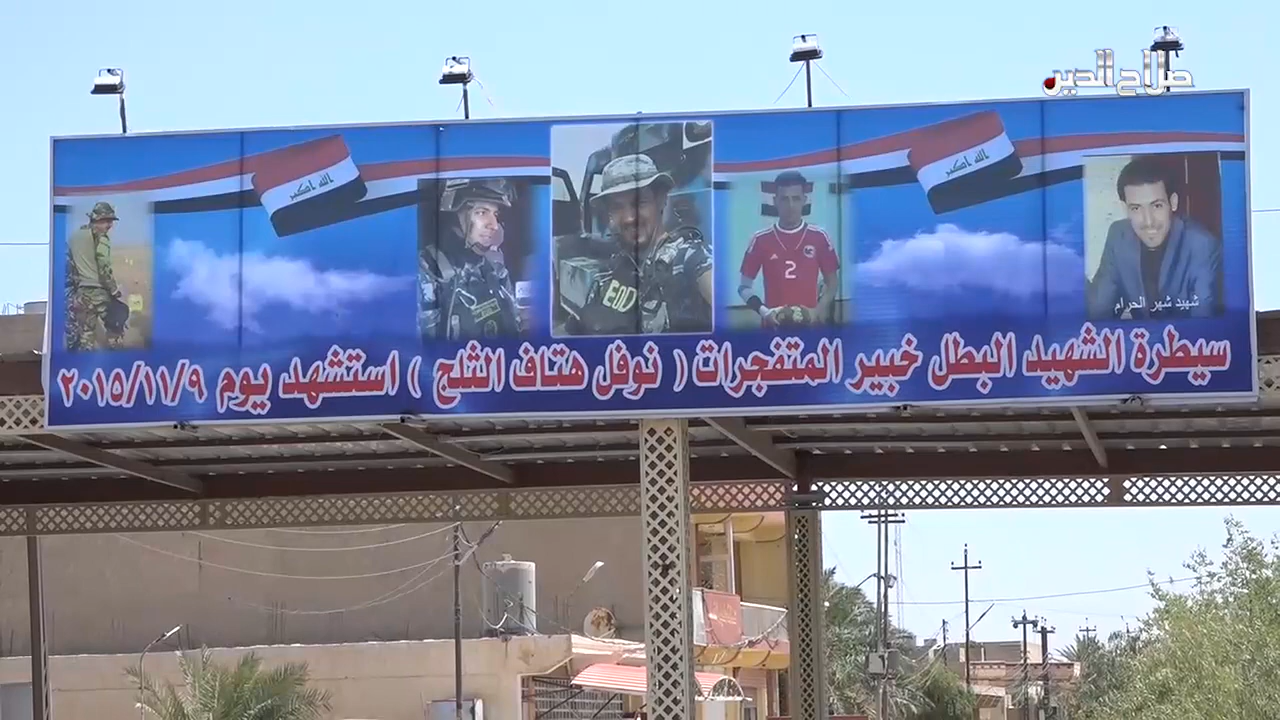 صلاح الدين
الله اكبر
الله اكبر
EOD
2
شهيد شهر الحرام
سيطرة الشهيد البطل خبير المتفجرات ( نوفل هتاف الثلج ) استشهد يوم ٢٠١٥/١١/٩